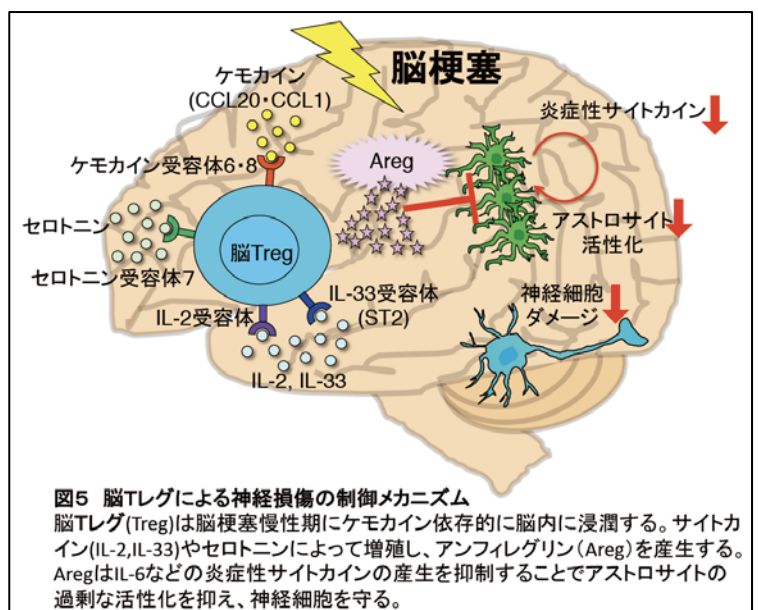 脳梗塞
ケモカイン
(CCL20・CCL1)
炎症性サイトカイン
Areg
ケモカイン受容体6・8
セロトニン
脳Treg
アストロサイト
活性化
セロトニン受容体7
IL-33受容体
(ST2)
神経細胞
ダメージ
IL-2受容体
IL-2, IL-33
図5 脳Tレグによる神経損傷の制御メカニズム
脳Tレグ(Treg)は脳梗塞慢性期にケモカイン依存的に脳内に浸潤する。サイトカ
イン(IL-2,IL-33)やセロトニンによって増殖し、アンフィレグリン（Areg）を産生する。
AregはIL-6などの炎症性サイトカインの産生を抑制することでアストロサイトの
過剰な活性化を抑え、神経細胞を守る。